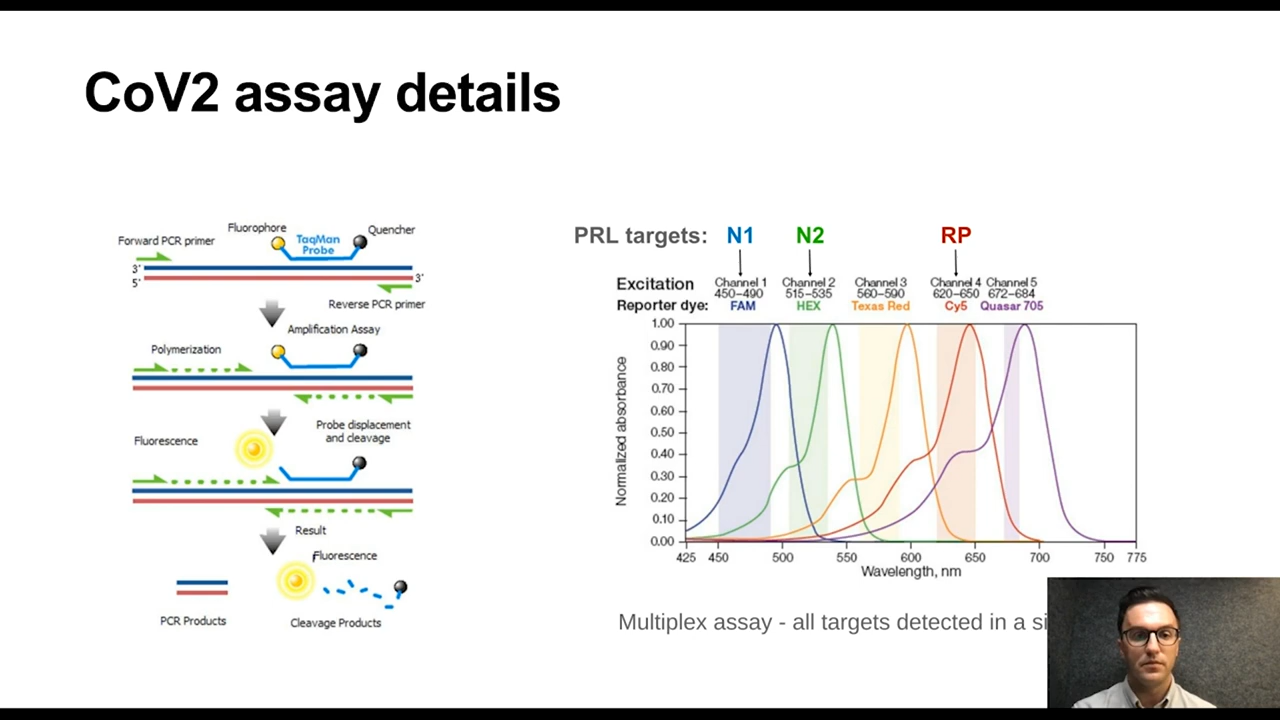 CoV2 assay details
Fluorophore
Quencher
Forward PCR primer
TaqMan
Probe
3'
5'
3'
Reverse PCR primer
Amplification Assay
Polymerization
Probe displacement
and cleavage
Fluorescence
Result
Fluorescence
PCR Products
Cleavage Products
PRL targets: N1 N2 RP
Excitation Channel 1 Channel 2 Channel 3 Channel 4 Channel 5
450–490 515–535 560–590 620–650 672–684
Reporter dye: FAM HEX Texas Red Cy5 Quasar 705
Normalized absorbance
1.00
0.90
0.80
0.70
0.60
0.50
0.40
0.30
0.20
0.10
0.00
425 450 500 550 600 650 700 750 775
Wavelength, nm
Multiplex assay - all targets detected in a